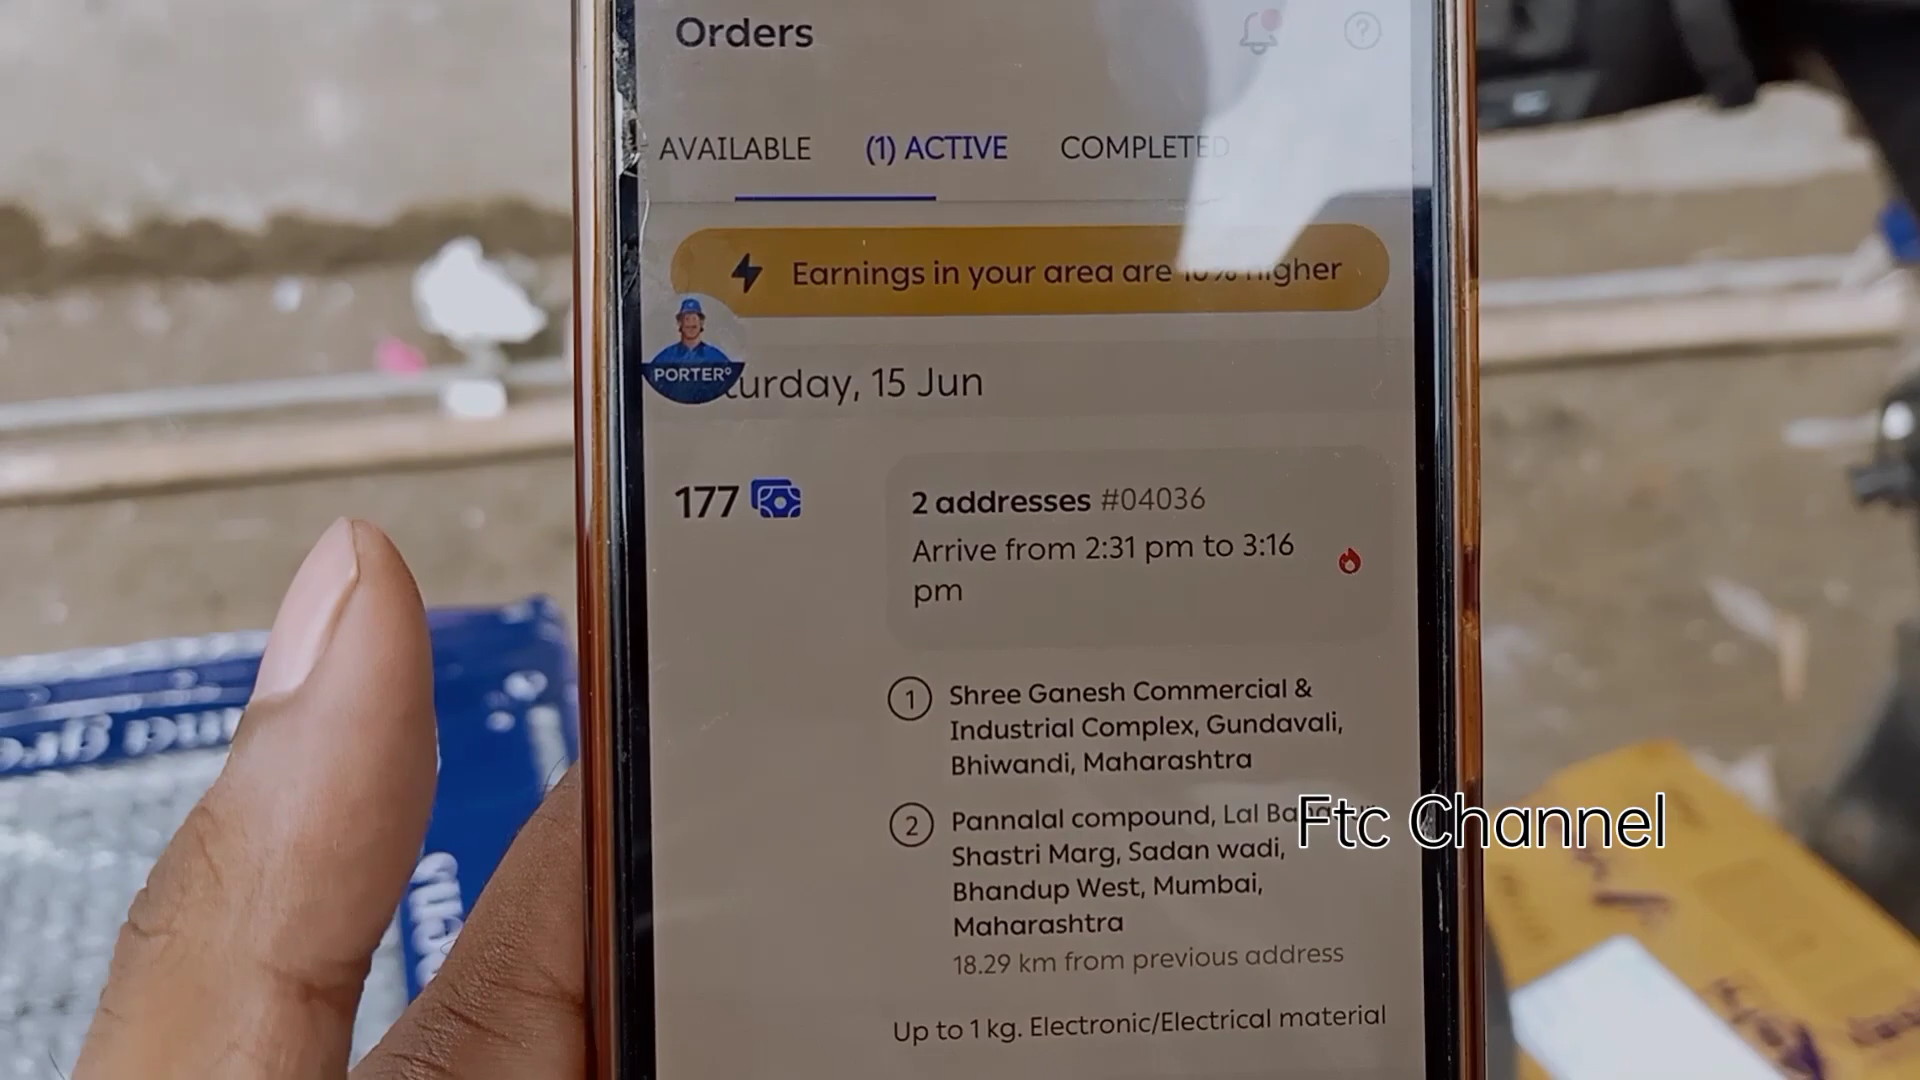 Orders
AVAILABLE (1) ACTIVE COMPLETED
Earnings in your area are higher
PORTER
turday, 15 Jun
177
2 addresses #04036
Arrive from 2:31 pm to 3:16
pm
1 Shree Ganesh Commercial &
Industrial Complex, Gundavali,
Bhiwandi, Maharashtra
2 Pannalal compound, Lal
Shastri Marg, Sadan wadi,
Bhandup West, Mumbai,
Maharashtra
18.29 km from previous address
Up to 1 kg. Electronic/Electrical material
Ftc Channel